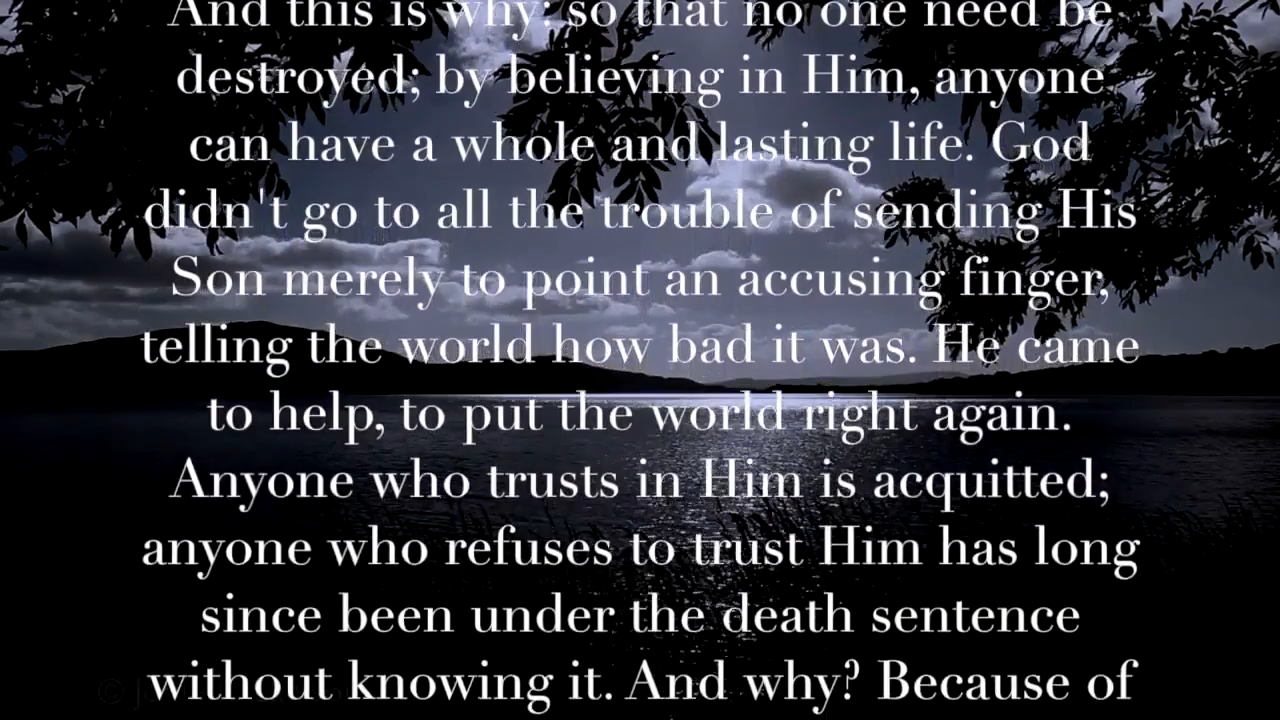 And this is why: so that no one need be
destroyed; by believing in Him, anyone
can have a whole and lasting life. God
didn't go to all the trouble of sending His
Son merely to point an accusing finger,
telling the world how bad it was. He came
to help, to put the world right again.
Anyone who trusts in Him is acquitted;
anyone who refuses to trust Him has long
since been under the death sentence
without knowing it. And why? Because of